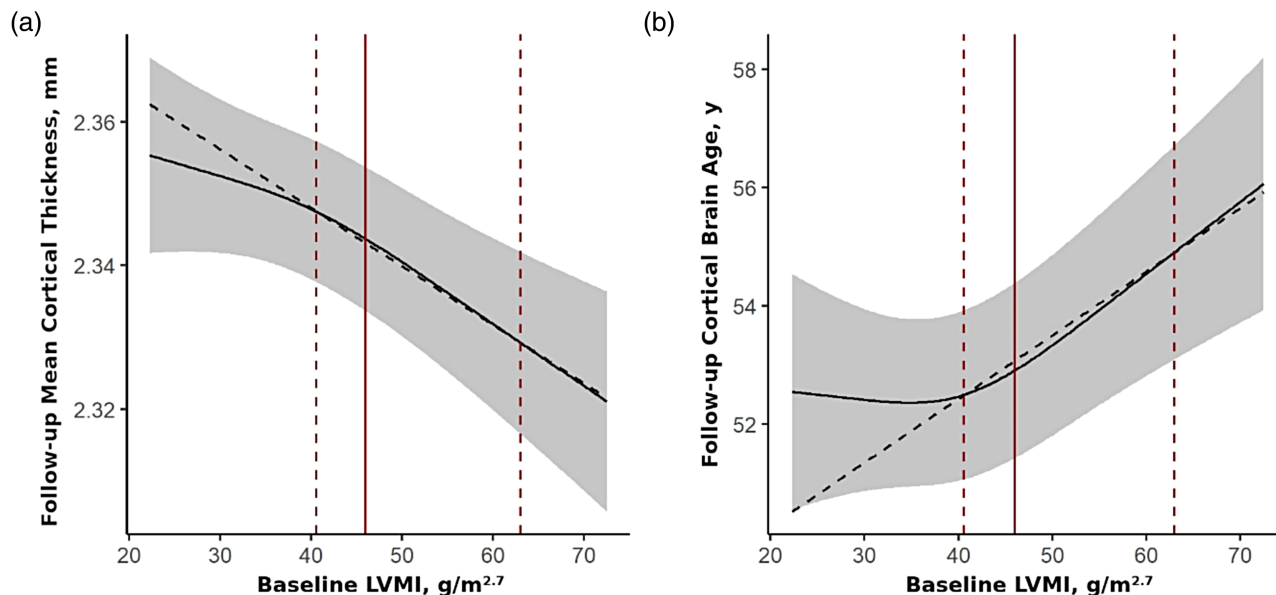 (a)
Follow-up Mean Cortical Thickness, mm
2.36
2.34
2.32
20 30 40 50 60 70
Baseline LVMI, g/m²·⁷
(b)
Follow-up Cortical Brain Age, y
58
56
54
52
20 30 40 50 60 70
Baseline LVMI, g/m²·⁷